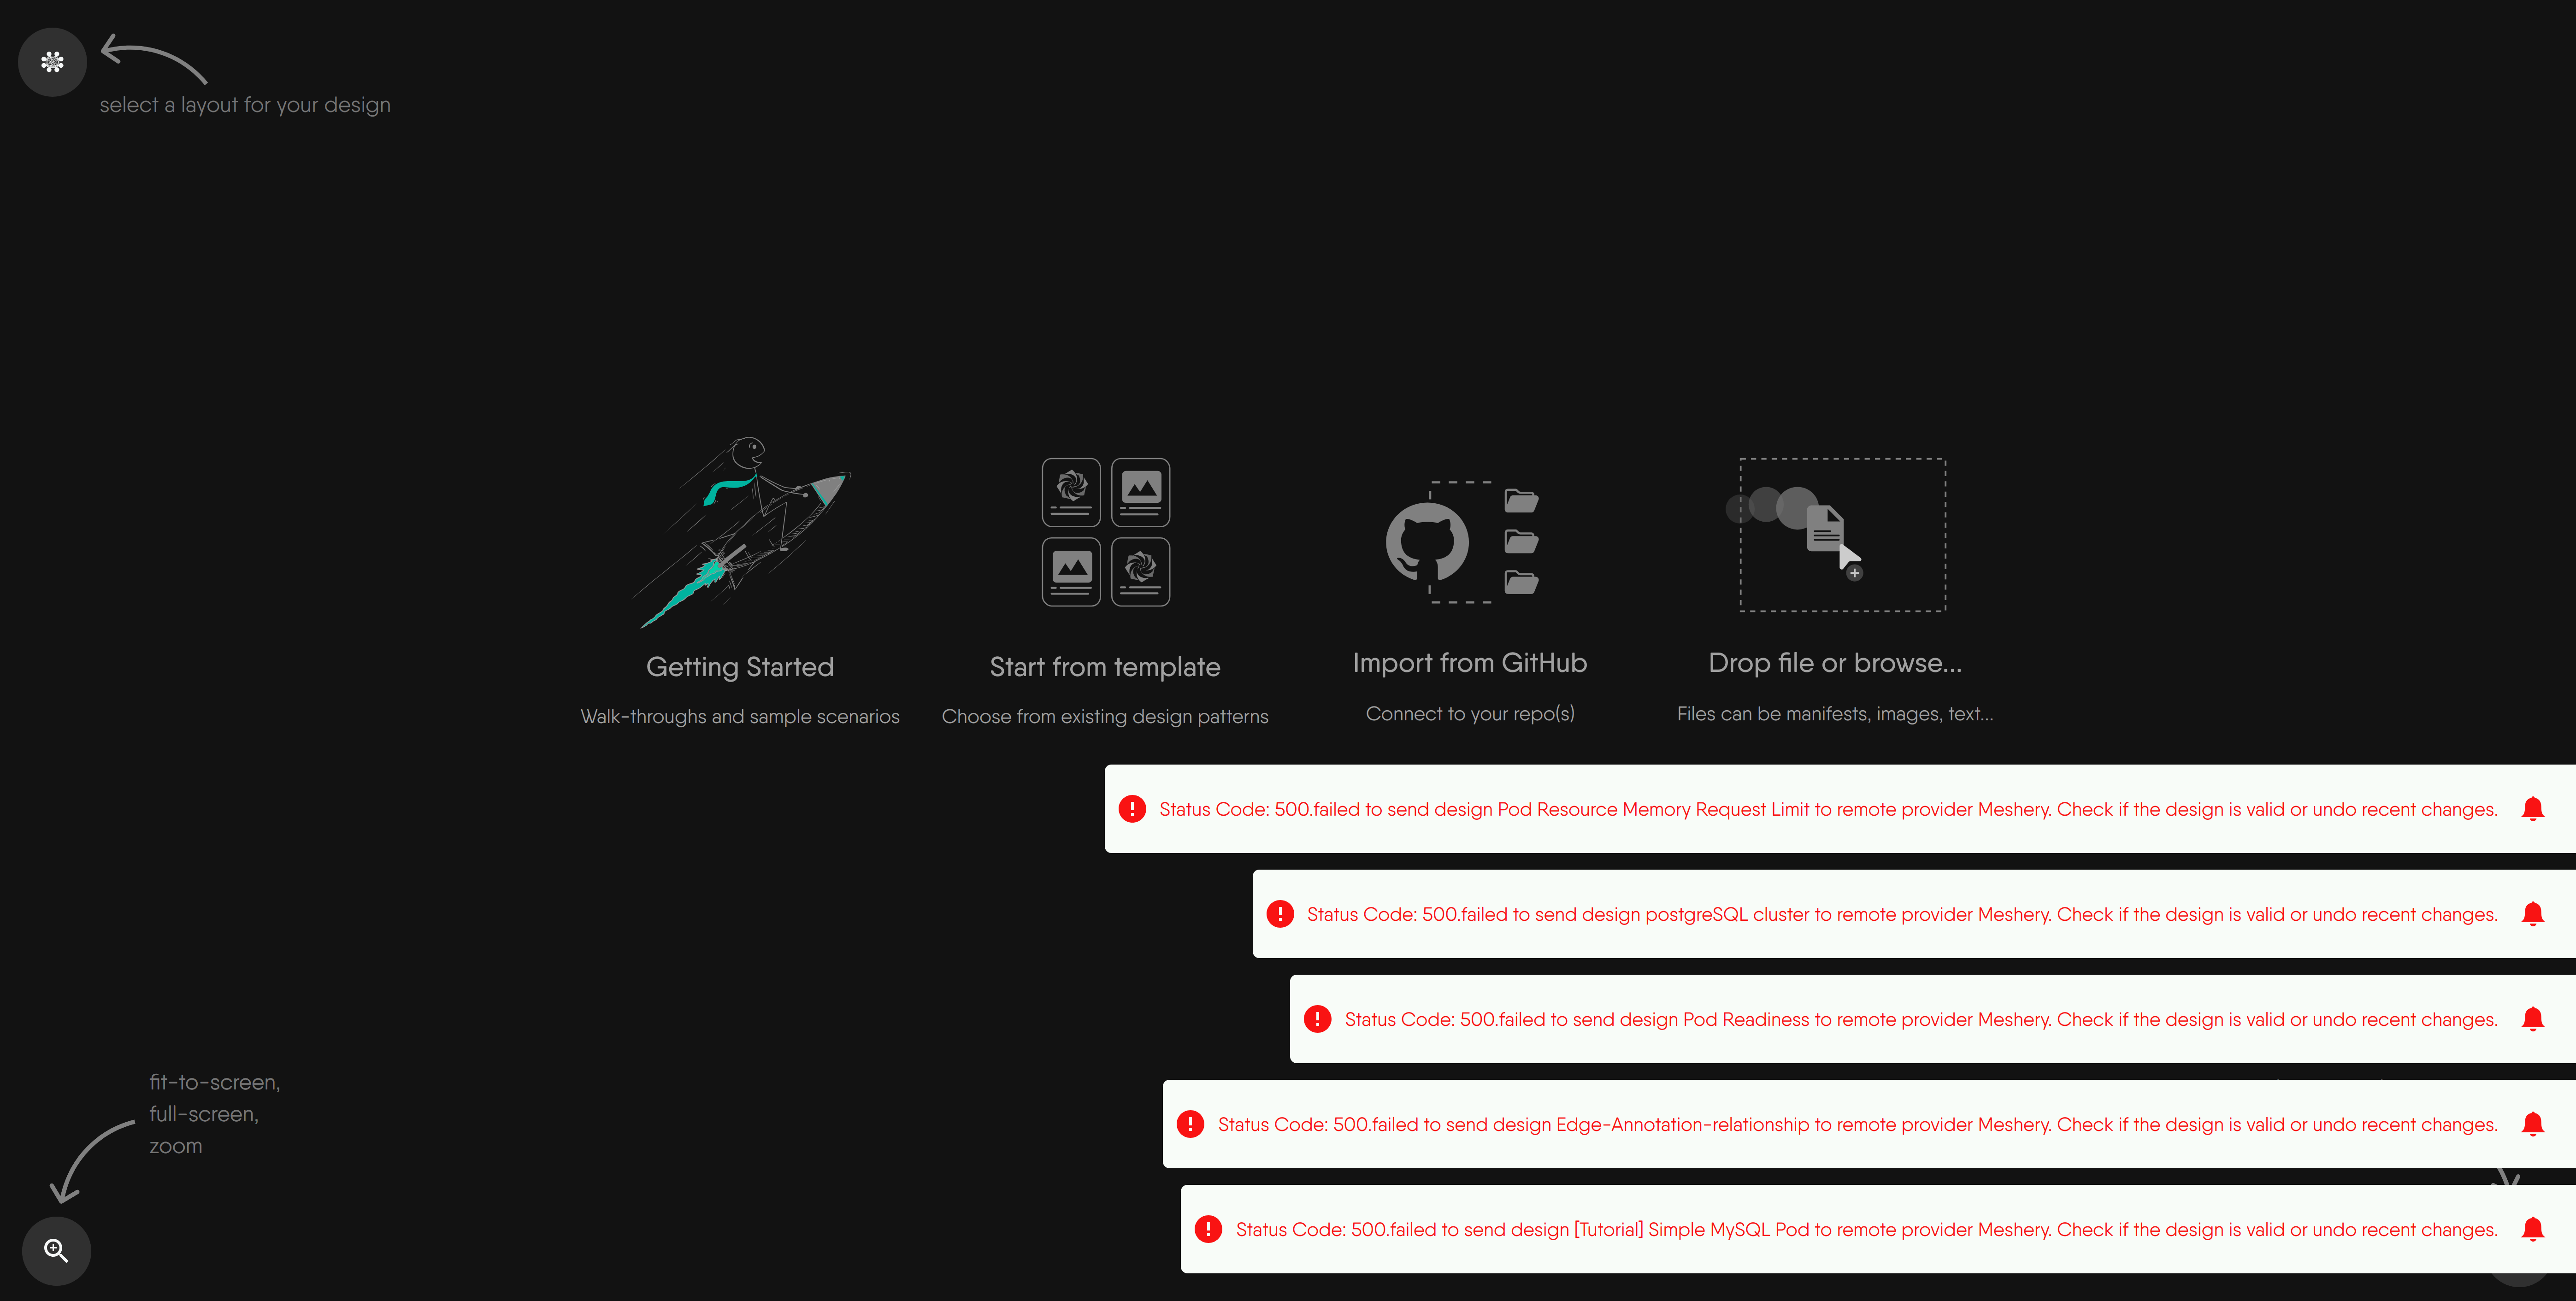 select a layout for your design
Getting Started
Walk-throughs and sample scenarios
Start from template
Choose from existing design patterns
Import from GitHub
Connect to your repo(s)
Drop file or browse...
Files can be manifests, images, text...
Status Code: 500.failed to send design Pod Resource Memory Request Limit to remote provider Meshery. Check if the design is valid or undo recent changes.
Status Code: 500.failed to send design postgreSQL cluster to remote provider Meshery. Check if the design is valid or undo recent changes.
Status Code: 500.failed to send design Pod Readiness to remote provider Meshery. Check if the design is valid or undo recent changes.
Status Code: 500.failed to send design Edge-Annotation-relationship to remote provider Meshery. Check if the design is valid or undo recent changes.
Status Code: 500.failed to send design [Tutorial] Simple MySQL Pod to remote provider Meshery. Check if the design is valid or undo recent changes.
fit-to-screen,
full-screen,
zoom